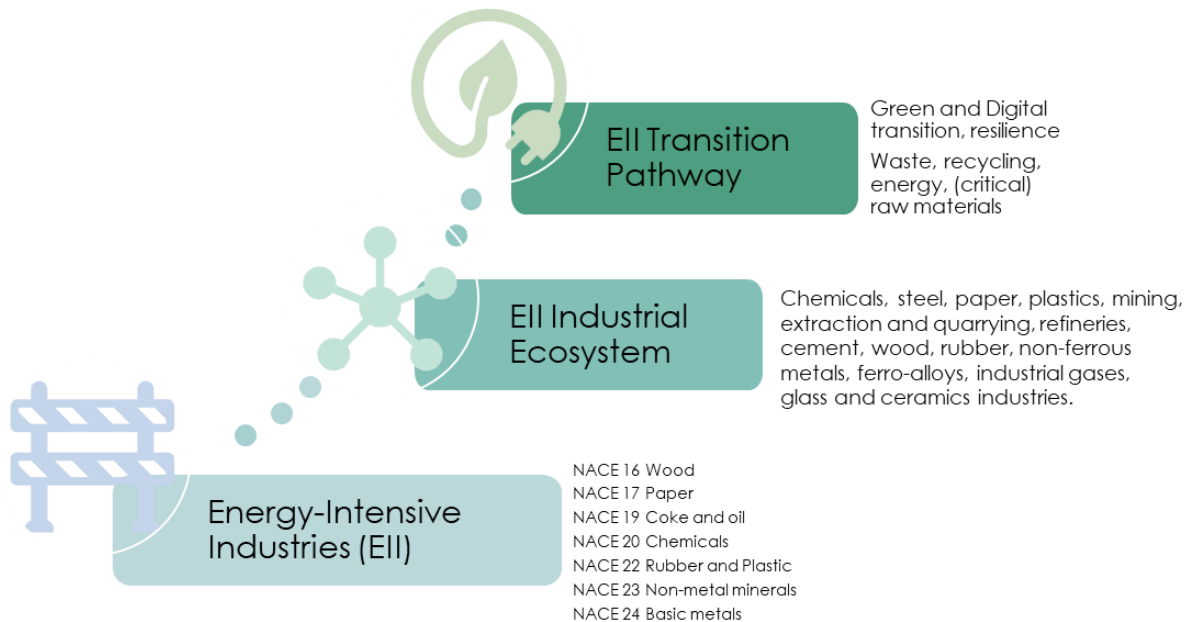 EII Transition
Pathway
Green and Digital
transition, resilience
Waste, recycling,
energy, (critical)
raw materials
EII Industrial
Ecosystem
Chemicals, steel, paper, plastics, mining,
extraction and quarrying, refineries,
cement, wood, rubber, non-ferrous
metals, ferro-alloys, industrial gases,
glass and ceramics industries.
Energy-Intensive
Industries (EII)
NACE 16 Wood
NACE 17 Paper
NACE 19 Coke and oil
NACE 20 Chemicals
NACE 22 Rubber and Plastic
NACE 23 Non-metal minerals
NACE 24 Basic metals